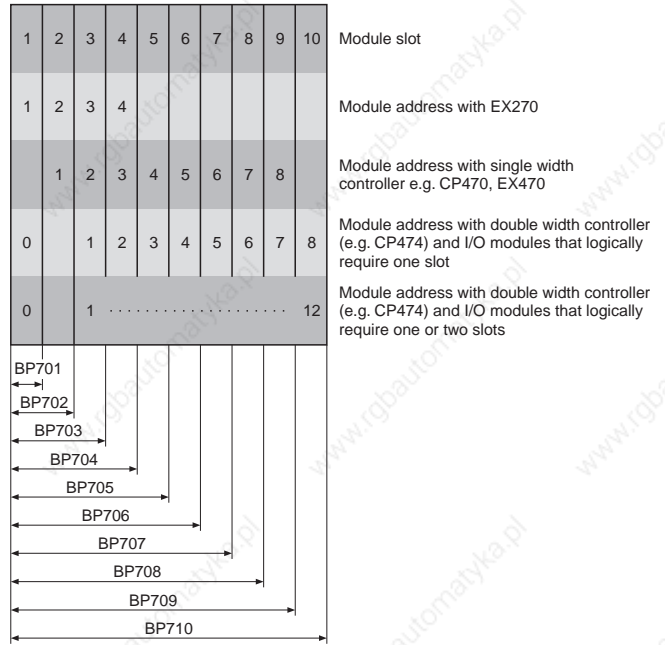 1 2 3 4 5 6 7 8 9 10 Module slot
1 2 3 4 Module address with EX270
1 2 3 4 5 6 7 8 Module address with single width
controller e.g. CP470, EX470
0 1 2 3 4 5 6 7 8 Module address with double width controller
(e.g. CP474) and I/O modules that logically
require one slot
0 1 . . . . . . . . . . . . . . . . . . . . 12 Module address with double width controller
(e.g. CP474) and I/O modules that logically
require one or two slots
BP701
BP702
BP703
BP704
BP705
BP706
BP707
BP708
BP709
BP710
www.rgbautomatyka.pl